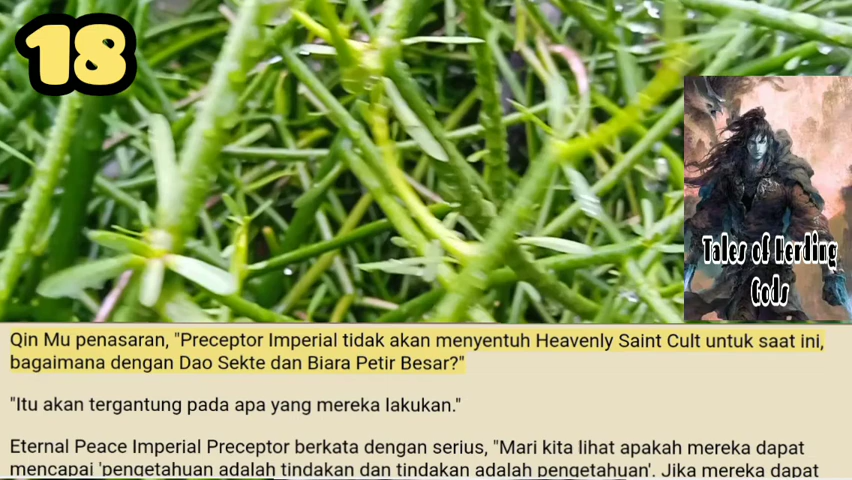 18
Tales of Herding
Gods
Qin Mu penasaran, "Preceptor Imperial tidak akan menyentuh Heavenly Saint Cult untuk saat ini,
bagaimana dengan Dao Sekte dan Biara Petir Besar?"
"Itu akan tergantung pada apa yang mereka lakukan."
Eternal Peace Imperial Preceptor berkata dengan serius, "Mari kita lihat apakah mereka dapat
mencapai 'pengetahuan adalah tindakan dan tindakan adalah pengetahuan'. Jika mereka dapat